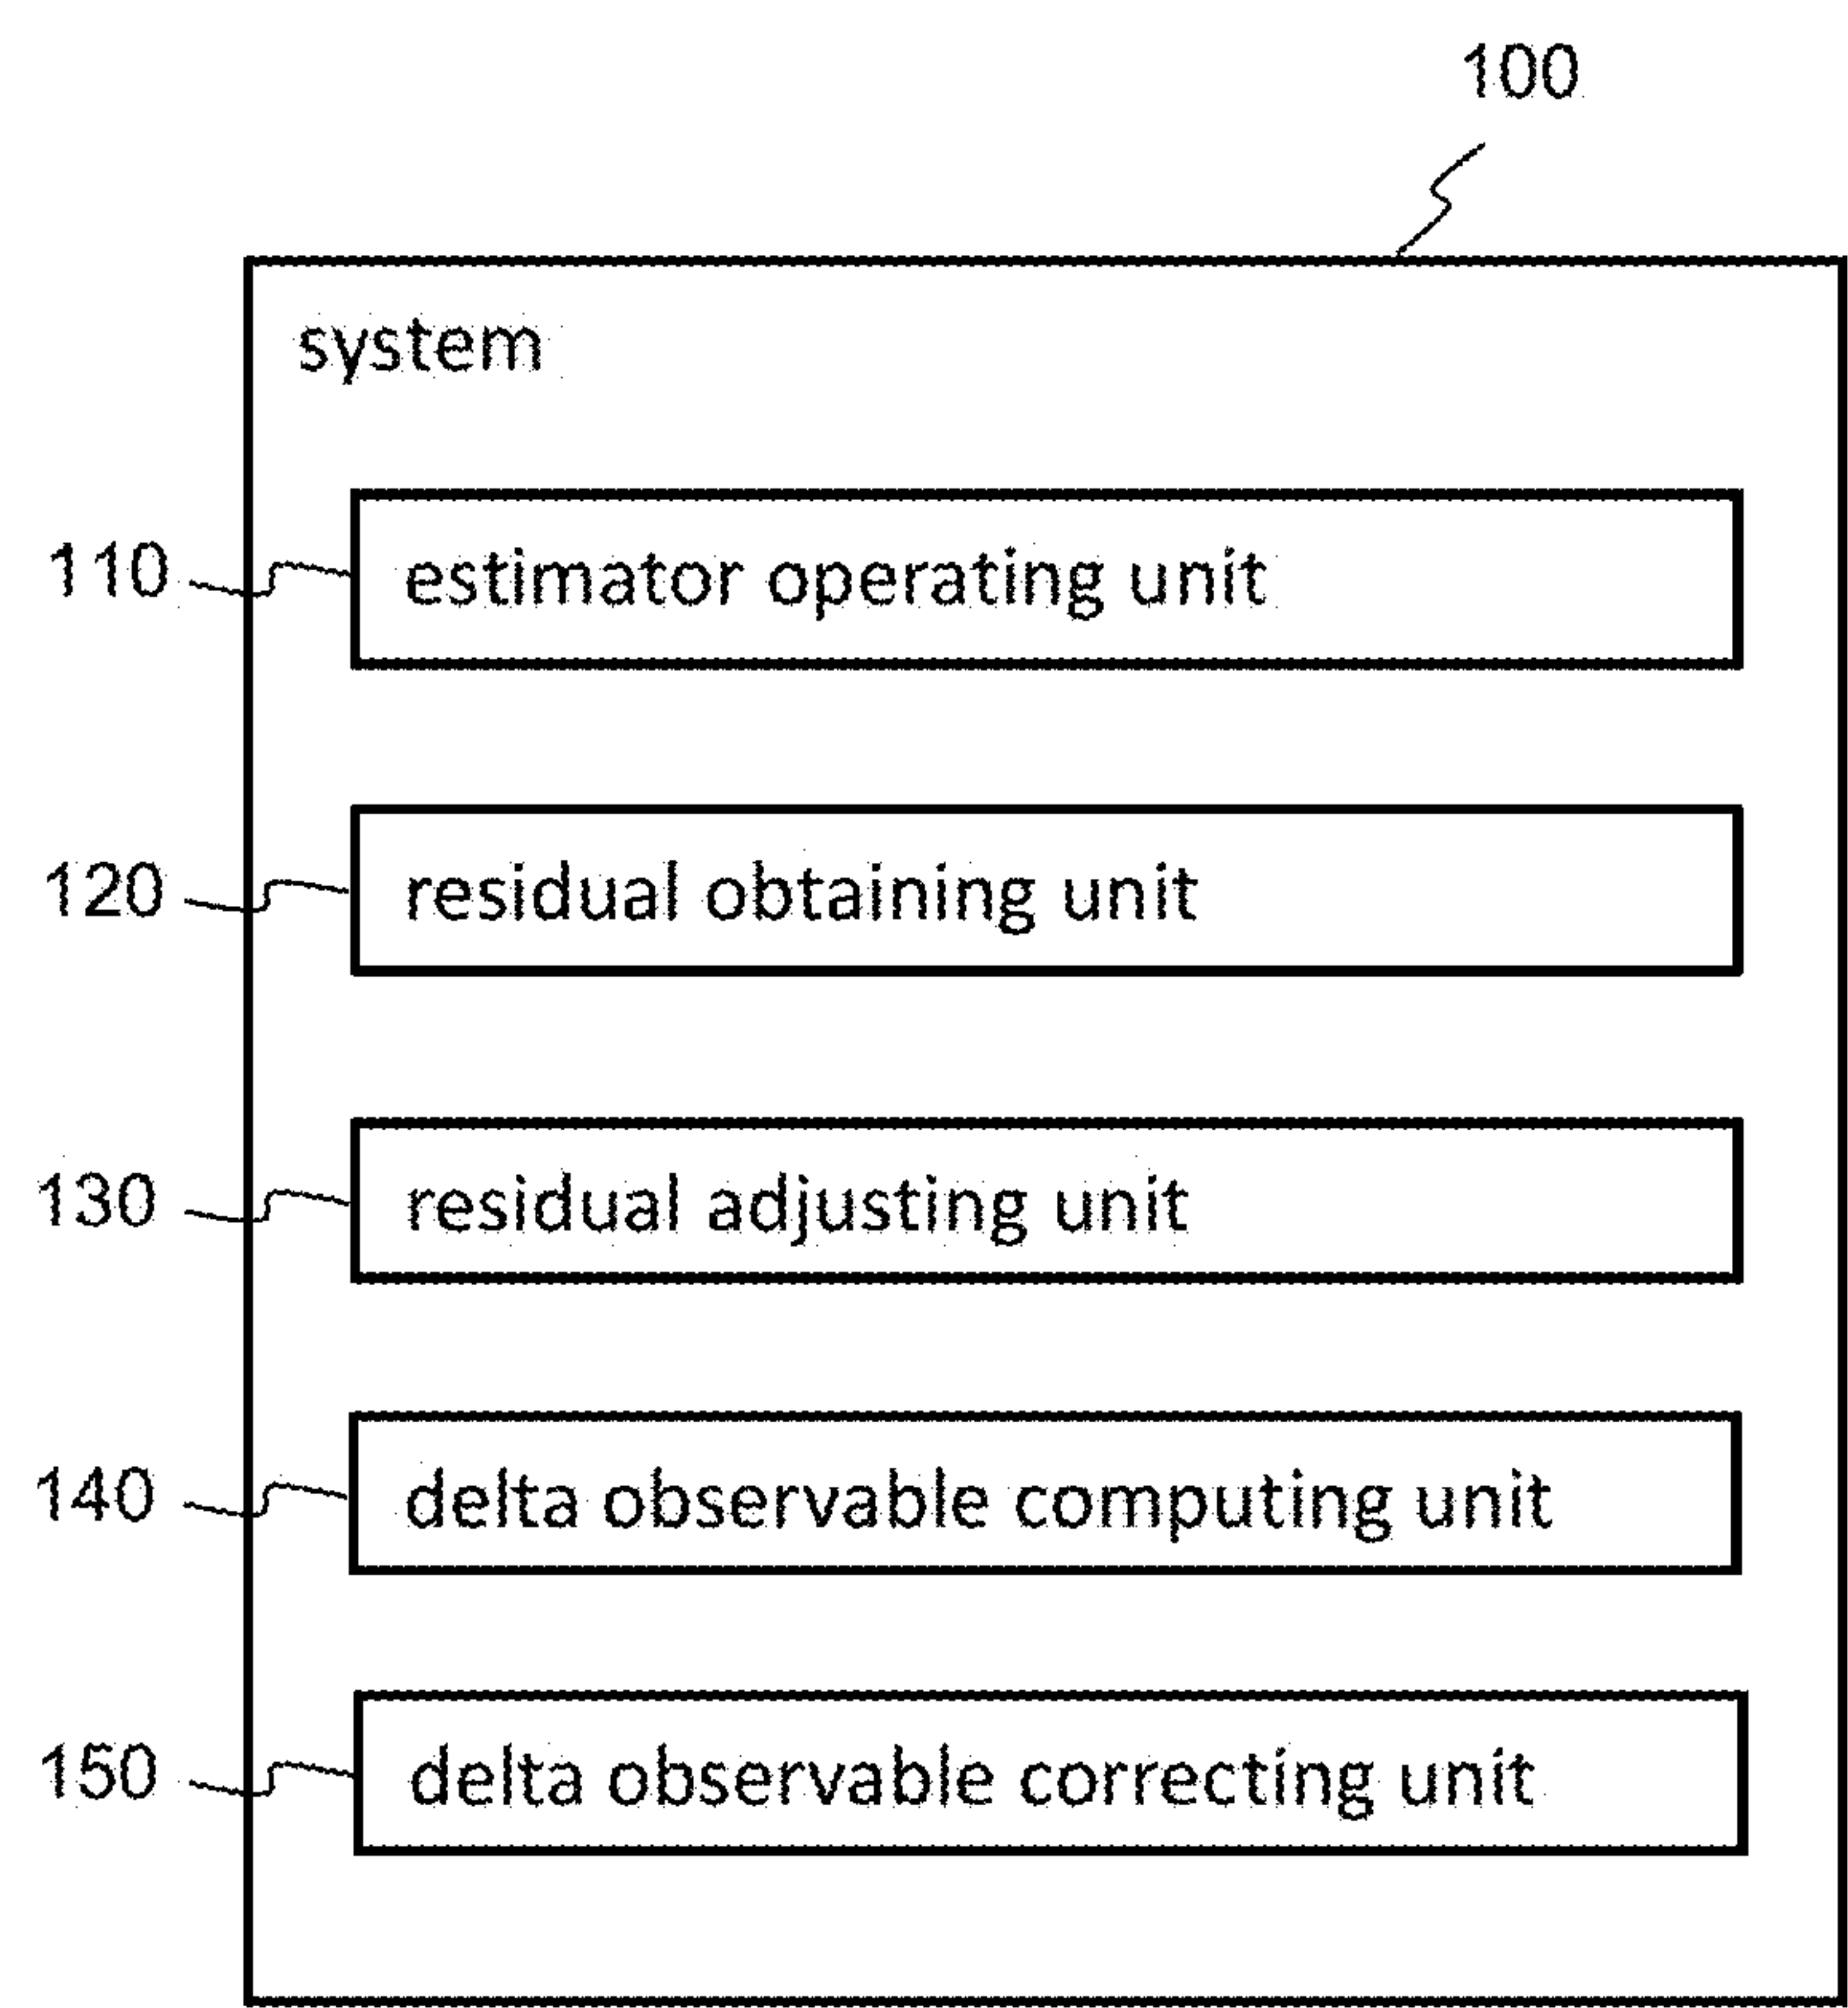 100
system
110 estimator operating unit
120 residual obtaining unit
130 residual adjusting unit
140 delta observable computing unit
150 delta observable correcting unit